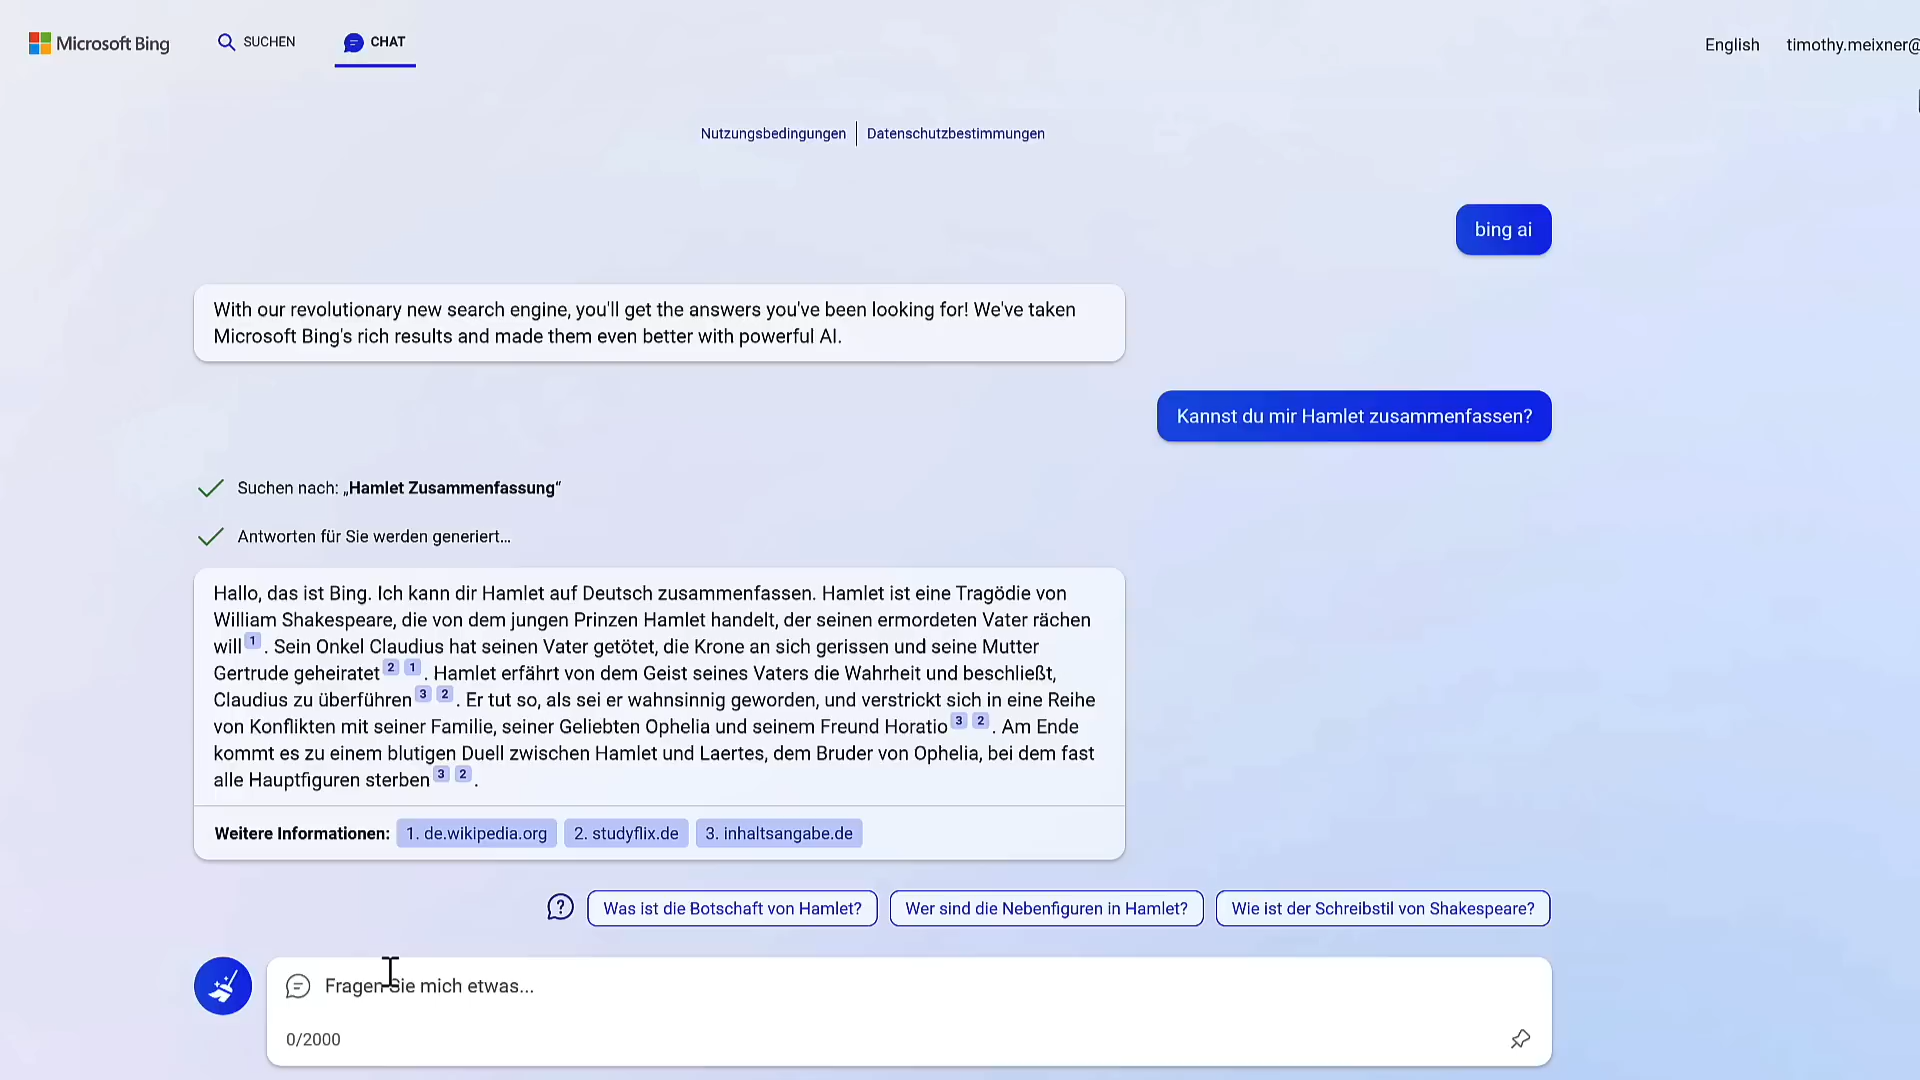 Microsoft Bing
SUCHEN
CHAT
English
timothy.meixner@
Nutzungsbedingungen
Datenschutzbestimmungen
bing ai
With our revolutionary new search engine, you'll get the answers you've been looking for! We've taken
Microsoft Bing's rich results and made them even better with powerful AI.
Kannst du mir Hamlet zusammenfassen?
Suchen nach: „Hamlet Zusammenfassung“
Antworten für Sie werden generiert…
Hallo, das ist Bing. Ich kann dir Hamlet auf Deutsch zusammenfassen. Hamlet ist eine Tragödie von
William Shakespeare, die von dem jungen Prinzen Hamlet handelt, der seinen ermordeten Vater rächen
will 1 . Sein Onkel Claudius hat seinen Vater getötet, die Krone an sich gerissen und seine Mutter
Gertrude geheiratet 2 1 . Hamlet erfährt von dem Geist seines Vaters die Wahrheit und beschließt,
Claudius zu überführen 3 2 . Er tut so, als sei er wahnsinnig geworden, und verstrickt sich in eine Reihe
von Konflikten mit seiner Familie, seiner Geliebten Ophelia und seinem Freund Horatio 3 2 . Am Ende
kommt es zu einem blutigen Duell zwischen Hamlet und Laertes, dem Bruder von Ophelia, bei dem fast
alle Hauptfiguren sterben 3 2 .
Weitere Informationen: 1. de.wikipedia.org 2. studyflix.de 3. inhaltsangabe.de
Was ist die Botschaft von Hamlet?
Wer sind die Nebenfiguren in Hamlet?
Wie ist der Schreibstil von Shakespeare?
Fragen Sie mich etwas...
0/2000